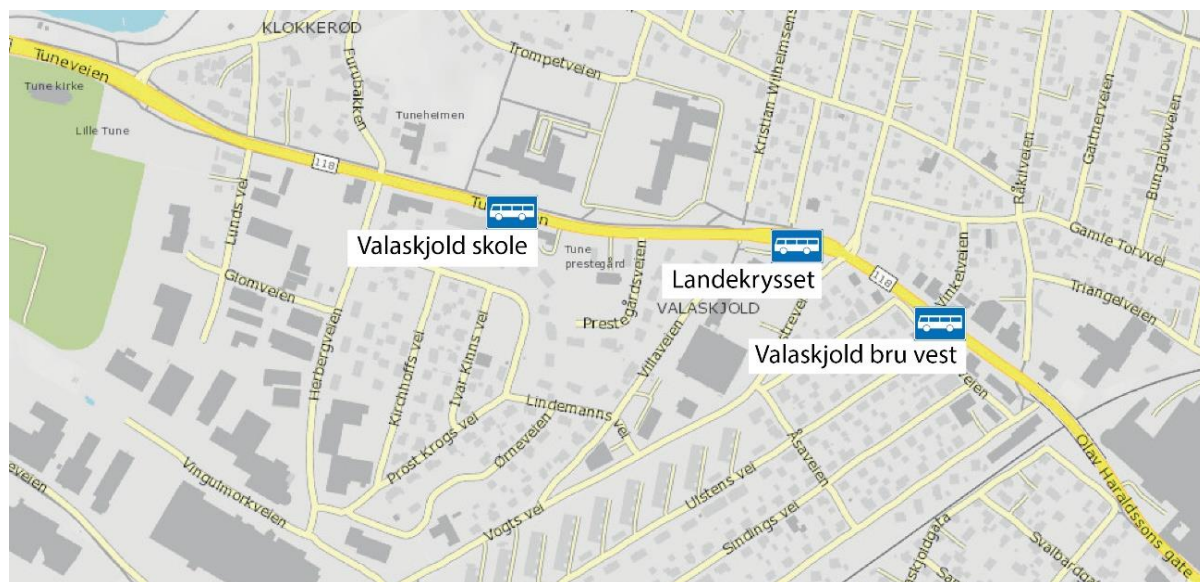 KLOKKERØD
Tuneveien
Tune kirke
Lille Tune
Furubakken
Tuneheimen
Trompetveien
Kristian Wilhelmsens
Råkilveien
Gartnerveien
Bungalowveien
118
Lunds vei
Valaskjold skole
Tune
prestegård
Landekrysset
Gamle Torvvei
118
Vinkelveien
Triangelveien
Glomveien
Herbergveien
Kirchhoffs vei
Ivar Kinns vei
Prestegårdsveien
VALASKJOLD
Villaveien
Valaskjold bru vest
Prost Krogs vei
Lindemanns vei
Ørneveien
Åsaveien
Vingulmorkveien
Vogts vei
Ulstens vei
Sindings vei
Olav Haraldssons gate